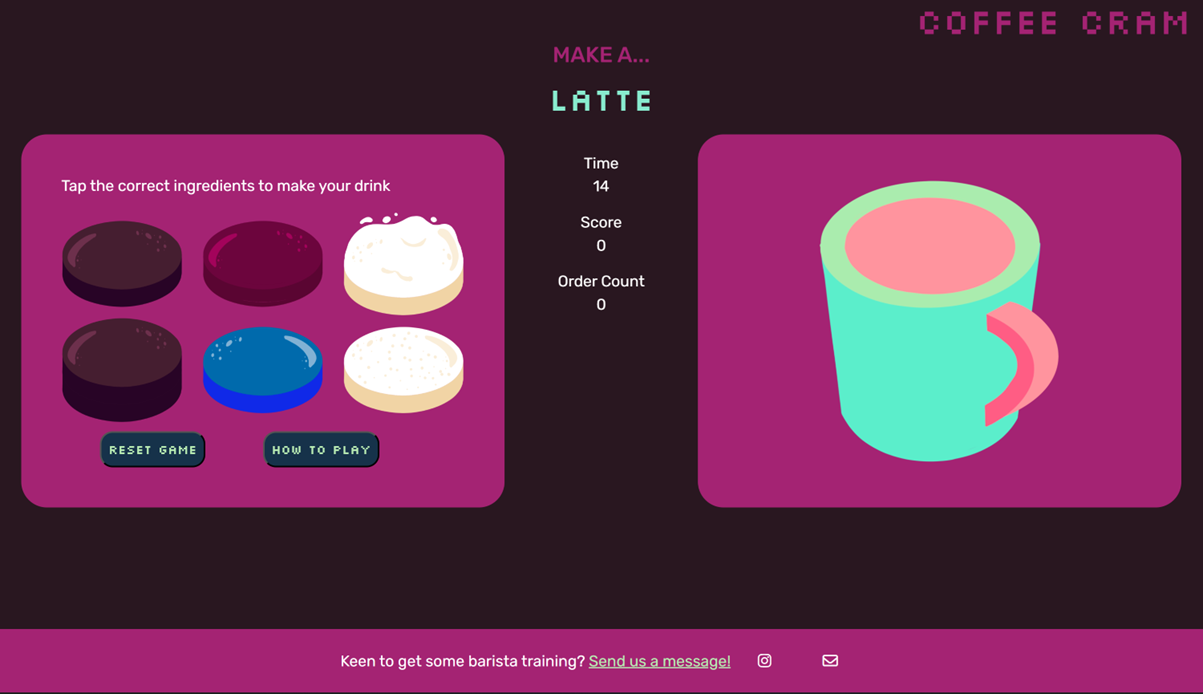 COFFEE CRAM
MAKE A...
LATTE
Tap the correct ingredients to make your drink
Time
14
Score
0
Order Count
0
RESET GAME
HOW TO PLAY
Keen to get some barista training? Send us a message!